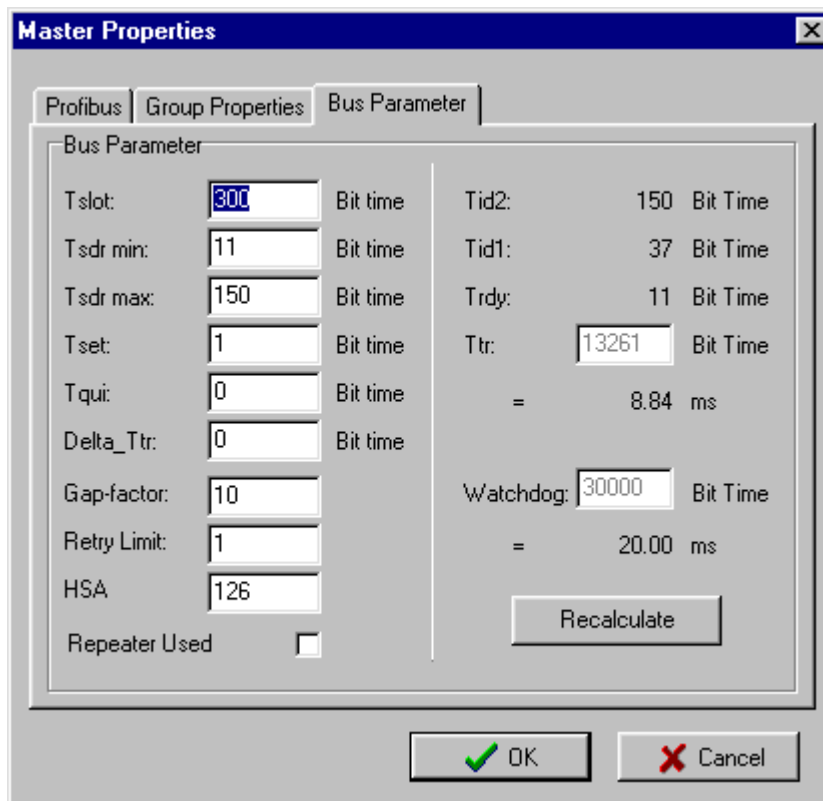 Master Properties
Profibus
Group Properties
Bus Parameter
Bus Parameter
Tslot: 300 Bit time
Tsdr min: 11 Bit time
Tsdr max: 150 Bit time
Tset: 1 Bit time
Tqui: 0 Bit time
Delta_Ttr: 0 Bit time
Gap-factor: 10
Retry Limit: 1
HSA 126
Repeater Used
Tid2: 150 Bit Time
Tid1: 37 Bit Time
Trdy: 11 Bit Time
Ttr: 13261 Bit Time
= 8.84 ms
Watchdog: 30000 Bit Time
= 20.00 ms
Recalculate
OK
Cancel